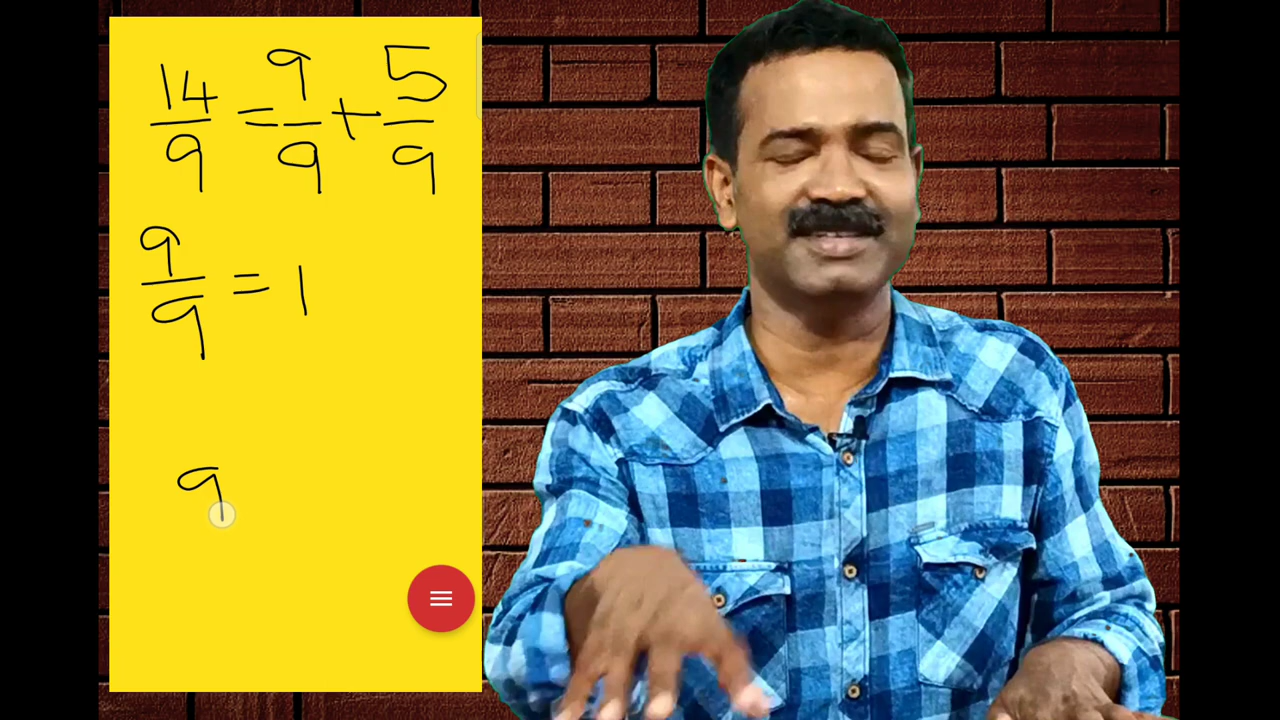 14/9 = 9/9 + 5/9
9/9 = 1
9